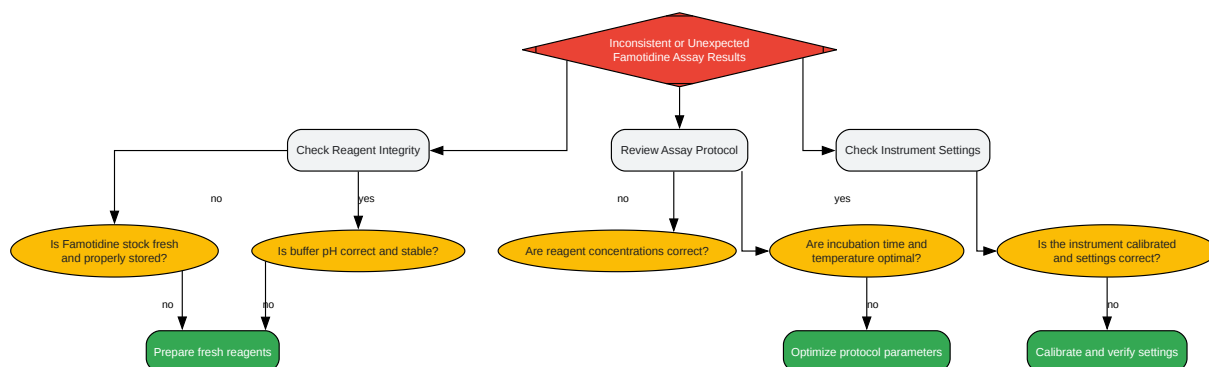 Inconsistent or Unexpected
Famotidine Assay Results
Check Reagent Integrity
Review Assay Protocol
Check Instrument Settings
no
yes
no
yes
Is Famotidine stock fresh
and properly stored?
Is buffer pH correct and stable?
Are reagent concentrations correct?
Are incubation time and
temperature optimal?
Is the instrument calibrated
and settings correct?
no
no
no
no
Prepare fresh reagents
Optimize protocol parameters
Calibrate and verify settings